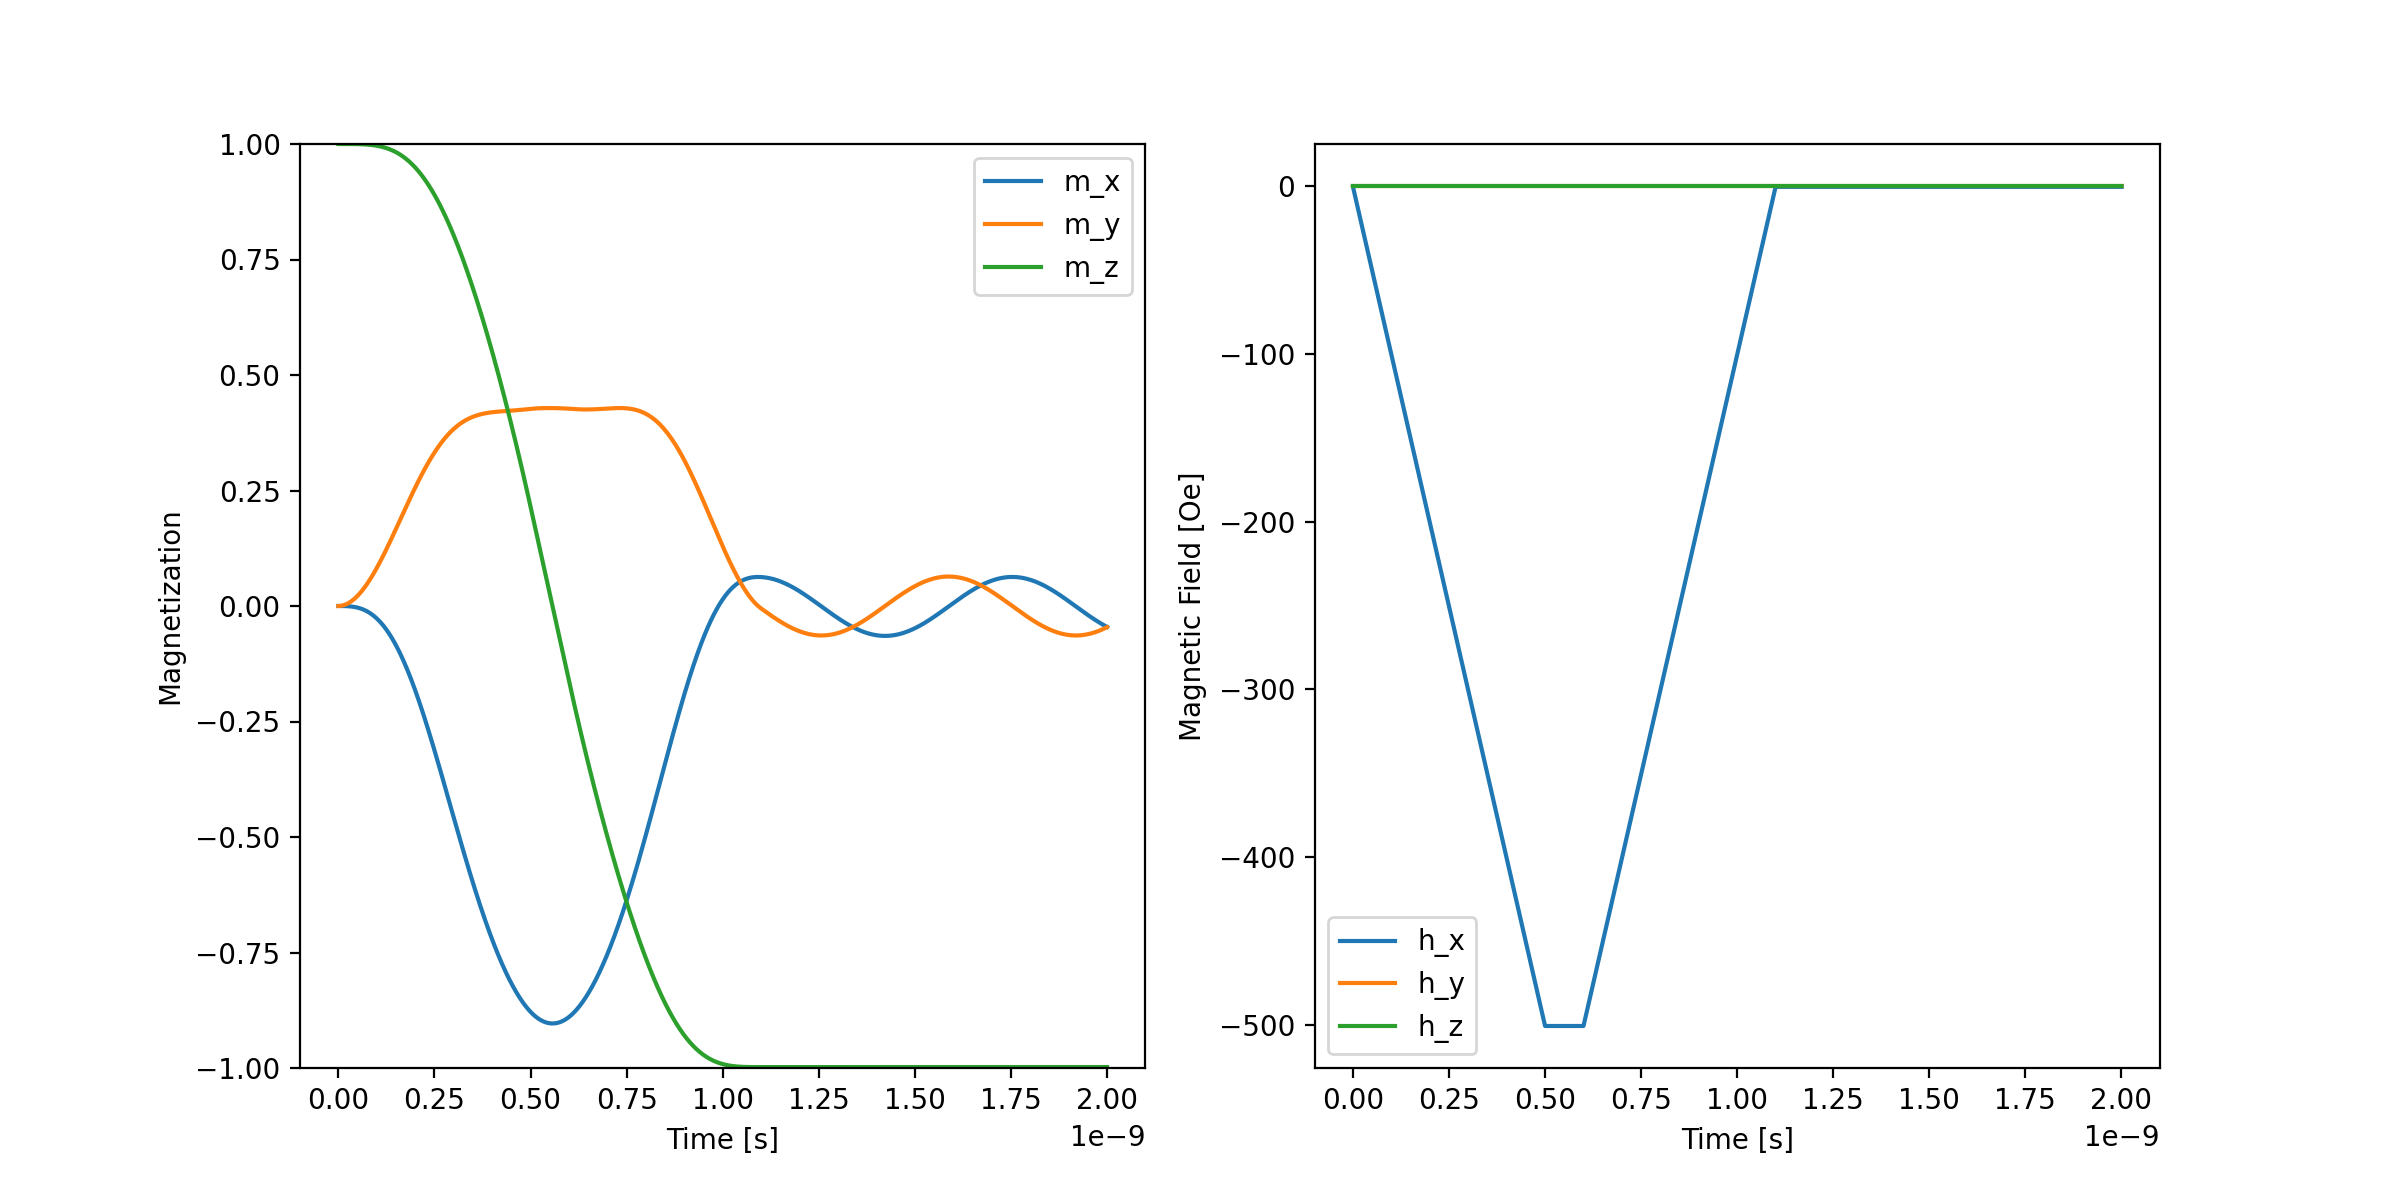 1.00
0.75
0.50
0.25
0.00
−0.25
−0.50
−0.75
−1.00
Magnetization
m_x
m_y
m_z
0.00 0.25 0.50 0.75 1.00 1.25 1.50 1.75 2.00
Time [s]
1e−9
0
−100
−200
−300
−400
−500
Magnetic Field [Oe]
h_x
h_y
h_z
0.00 0.25 0.50 0.75 1.00 1.25 1.50 1.75 2.00
Time [s]
1e−9